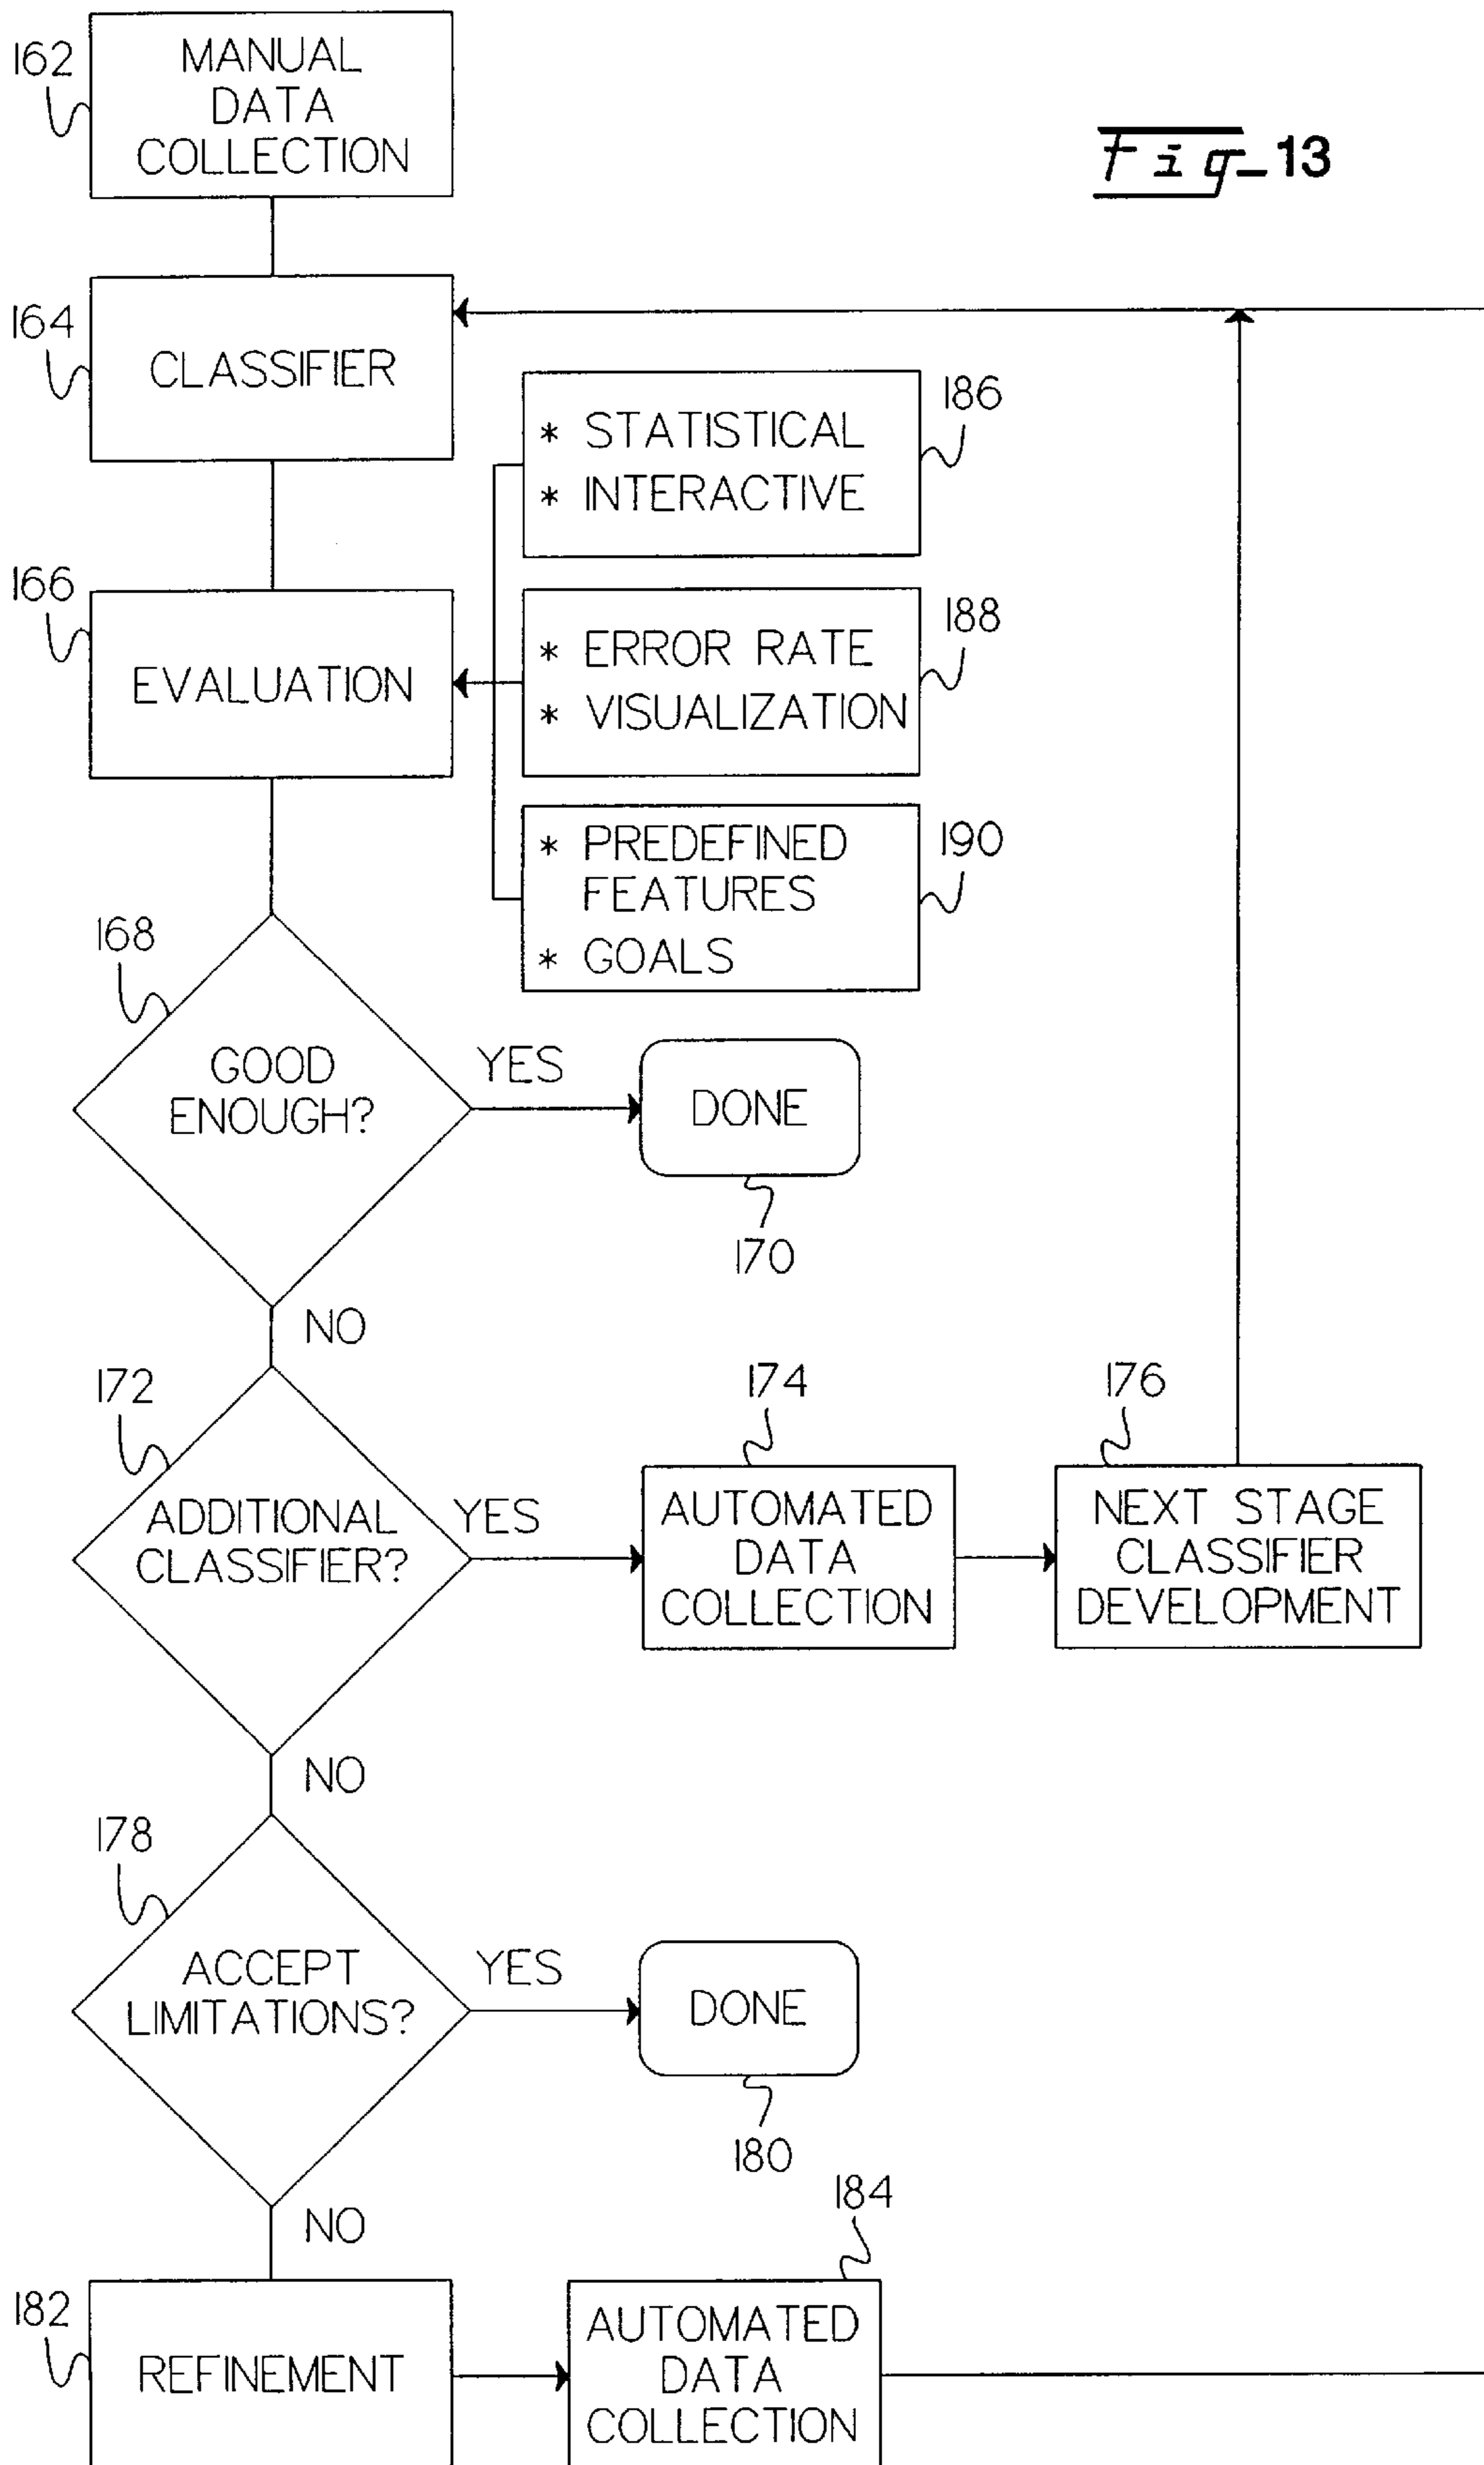 162
MANUAL
DATA
COLLECTION
Fig-13
164
CLASSIFIER
186
* STATISTICAL
* INTERACTIVE
166
EVALUATION
188
* ERROR RATE
* VISUALIZATION
190
* PREDEFINED
FEATURES
* GOALS
168
GOOD
ENOUGH?
YES
DONE
170
NO
172
ADDITIONAL
CLASSIFIER?
YES
174
AUTOMATED
DATA
COLLECTION
176
NEXT STAGE
CLASSIFIER
DEVELOPMENT
NO
178
ACCEPT
LIMITATIONS?
YES
DONE
180
NO
182
REFINEMENT
184
AUTOMATED
DATA
COLLECTION